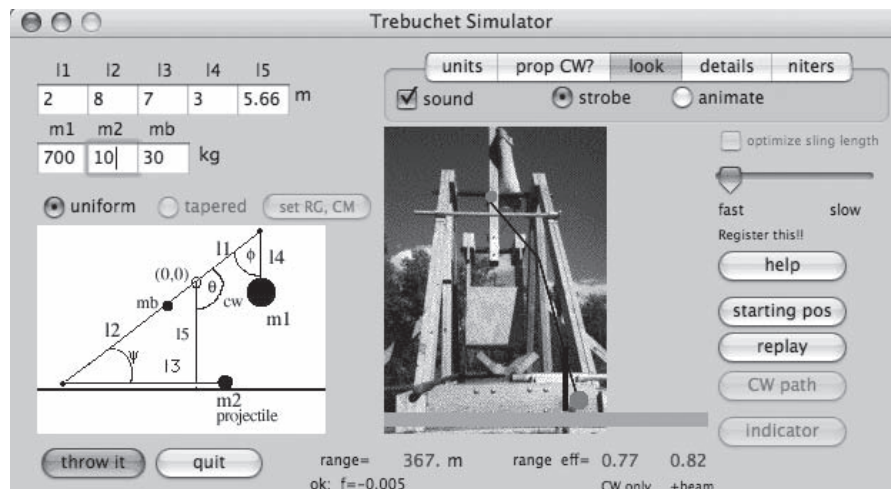 Trebuchet Simulator
l1 l2 l3 l4 l5
2 8 7 3 5.66 m
m1 m2 mb
700 10 30 kg
uniform tapered set RG, CM
units prop CW? look details niters
sound strobe animate
optimize sling length
fast slow
Register this!!
help
starting pos
replay
CW path
indicator
l1 ϕ l4
(0,0) θ cw m1
mb
l2 l5
ψ l3
m2
projectile
throw it quit
range= 367. m range eff= 0.77 0.82
ok: f=-0.005 CW only +beam